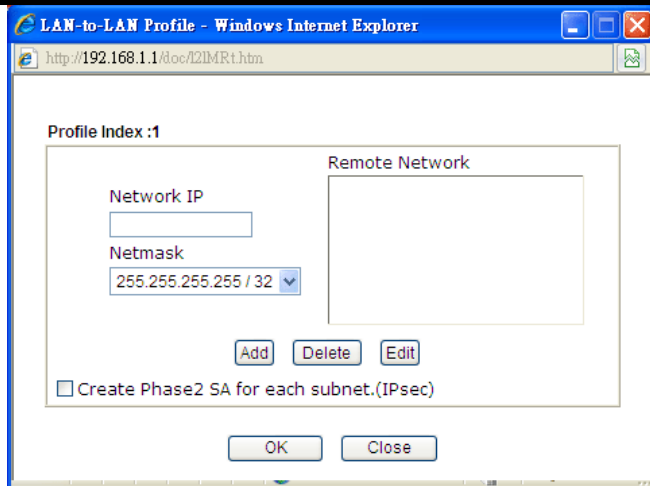 LAN-to-LAN Profile - Windows Internet Explorer
http://192.168.1.1/doc/l2lMRt.htm
Profile Index :1
Remote Network
Network IP
Netmask
255.255.255.255 / 32
Add Delete Edit
Create Phase2 SA for each subnet.(IPsec)
OK Close